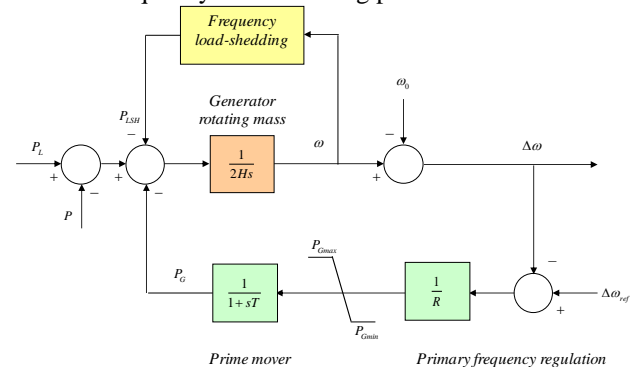 Frequency
load-shedding
ω₀
P_LSH
Generator
rotating mass
−
−
ω
Δω
P_L
1
2Hs
+
−
+
−
+
P
−
P_Gmax
P_G
1
1+sT
1
R
Δω_ref
+
P_Gmin
Prime mover
Primary frequency regulation